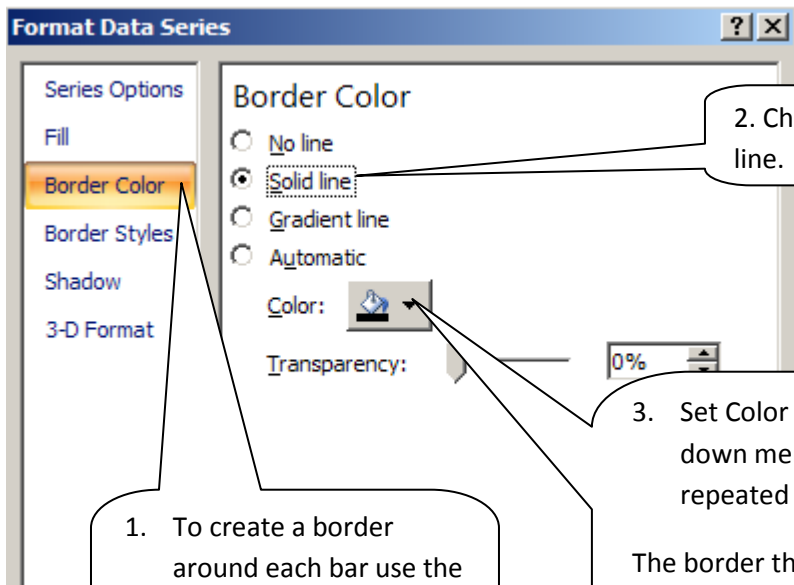 Format Data Series
Series Options
Fill
Border Color
Border Styles
Shadow
3-D Format
Border Color
No line
Solid line
Gradient line
Automatic
Color:
Transparency:
0%
2. Ch
line.
3. Set Color
down me
repeated
The border th
1. To create a border
around each bar use the